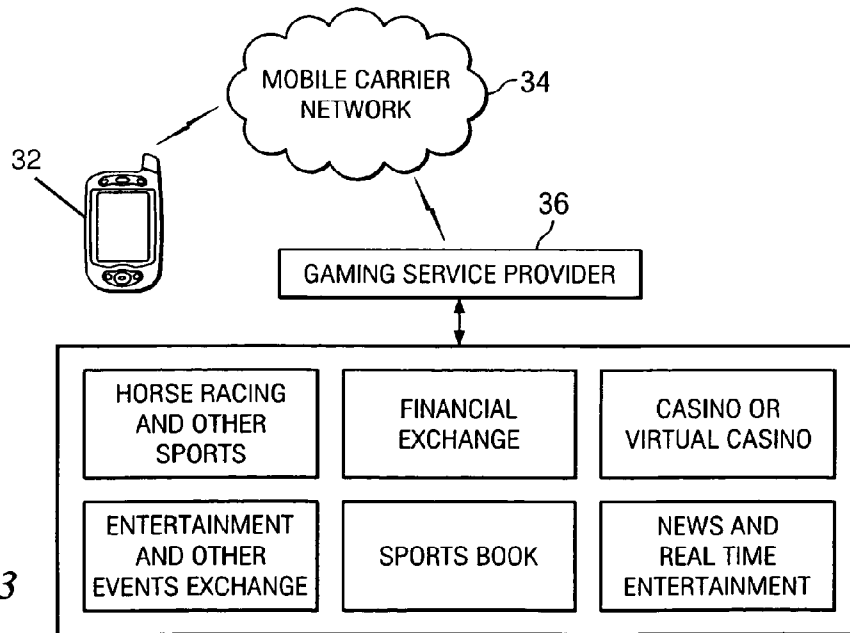 MOBILE CARRIER
NETWORK
34
32
36
GAMING SERVICE PROVIDER
HORSE RACING
AND OTHER
SPORTS
FINANCIAL
EXCHANGE
CASINO OR
VIRTUAL CASINO
ENTERTAINMENT
AND OTHER
EVENTS EXCHANGE
SPORTS BOOK
NEWS AND
REAL TIME
ENTERTAINMENT
3